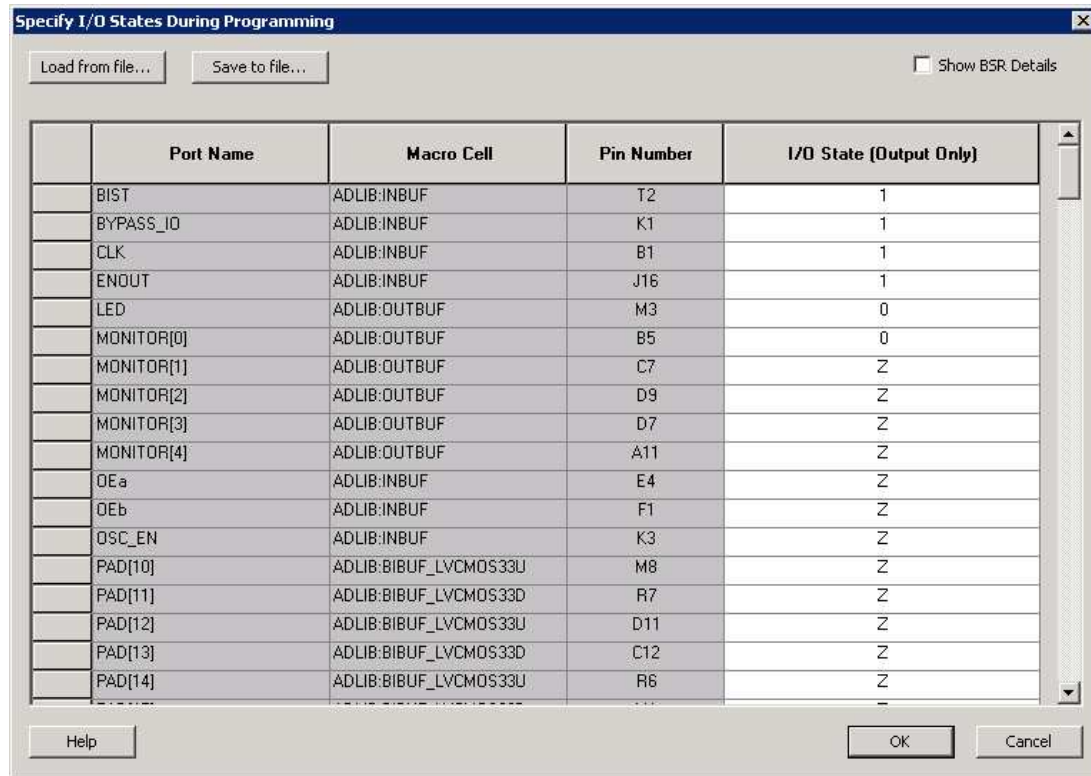 Specify I/O States During Programming
Load from file... Save to file... Show BSR Details
Port Name Macro Cell Pin Number I/O State (Output Only)
BIST ADLIB:INBUF T2 1
BYPASS_IO ADLIB:INBUF K1 1
CLK ADLIB:INBUF B1 1
ENOUT ADLIB:INBUF J16 1
LED ADLIB:OUTBUF M3 0
MONITOR[0] ADLIB:OUTBUF B5 0
MONITOR[1] ADLIB:OUTBUF C7 Z
MONITOR[2] ADLIB:OUTBUF D9 Z
MONITOR[3] ADLIB:OUTBUF D7 Z
MONITOR[4] ADLIB:OUTBUF A11 Z
OEa ADLIB:INBUF E4 Z
OEb ADLIB:INBUF F1 Z
OSC_EN ADLIB:INBUF K3 Z
PAD[10] ADLIB:BIBUF_LVCMOS33U M8 Z
PAD[11] ADLIB:BIBUF_LVCMOS33D R7 Z
PAD[12] ADLIB:BIBUF_LVCMOS33U D11 Z
PAD[13] ADLIB:BIBUF_LVCMOS33D C12 Z
PAD[14] ADLIB:BIBUF_LVCMOS33U R6 Z
Help OK Cancel